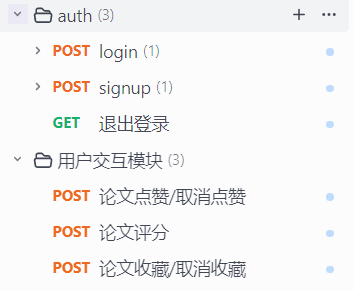 auth (3)
POST login (1)
POST signup (1)
GET 退出登录
用户交互模块 (3)
POST 论文点赞/取消点赞
POST 论文评分
POST 论文收藏/取消收藏